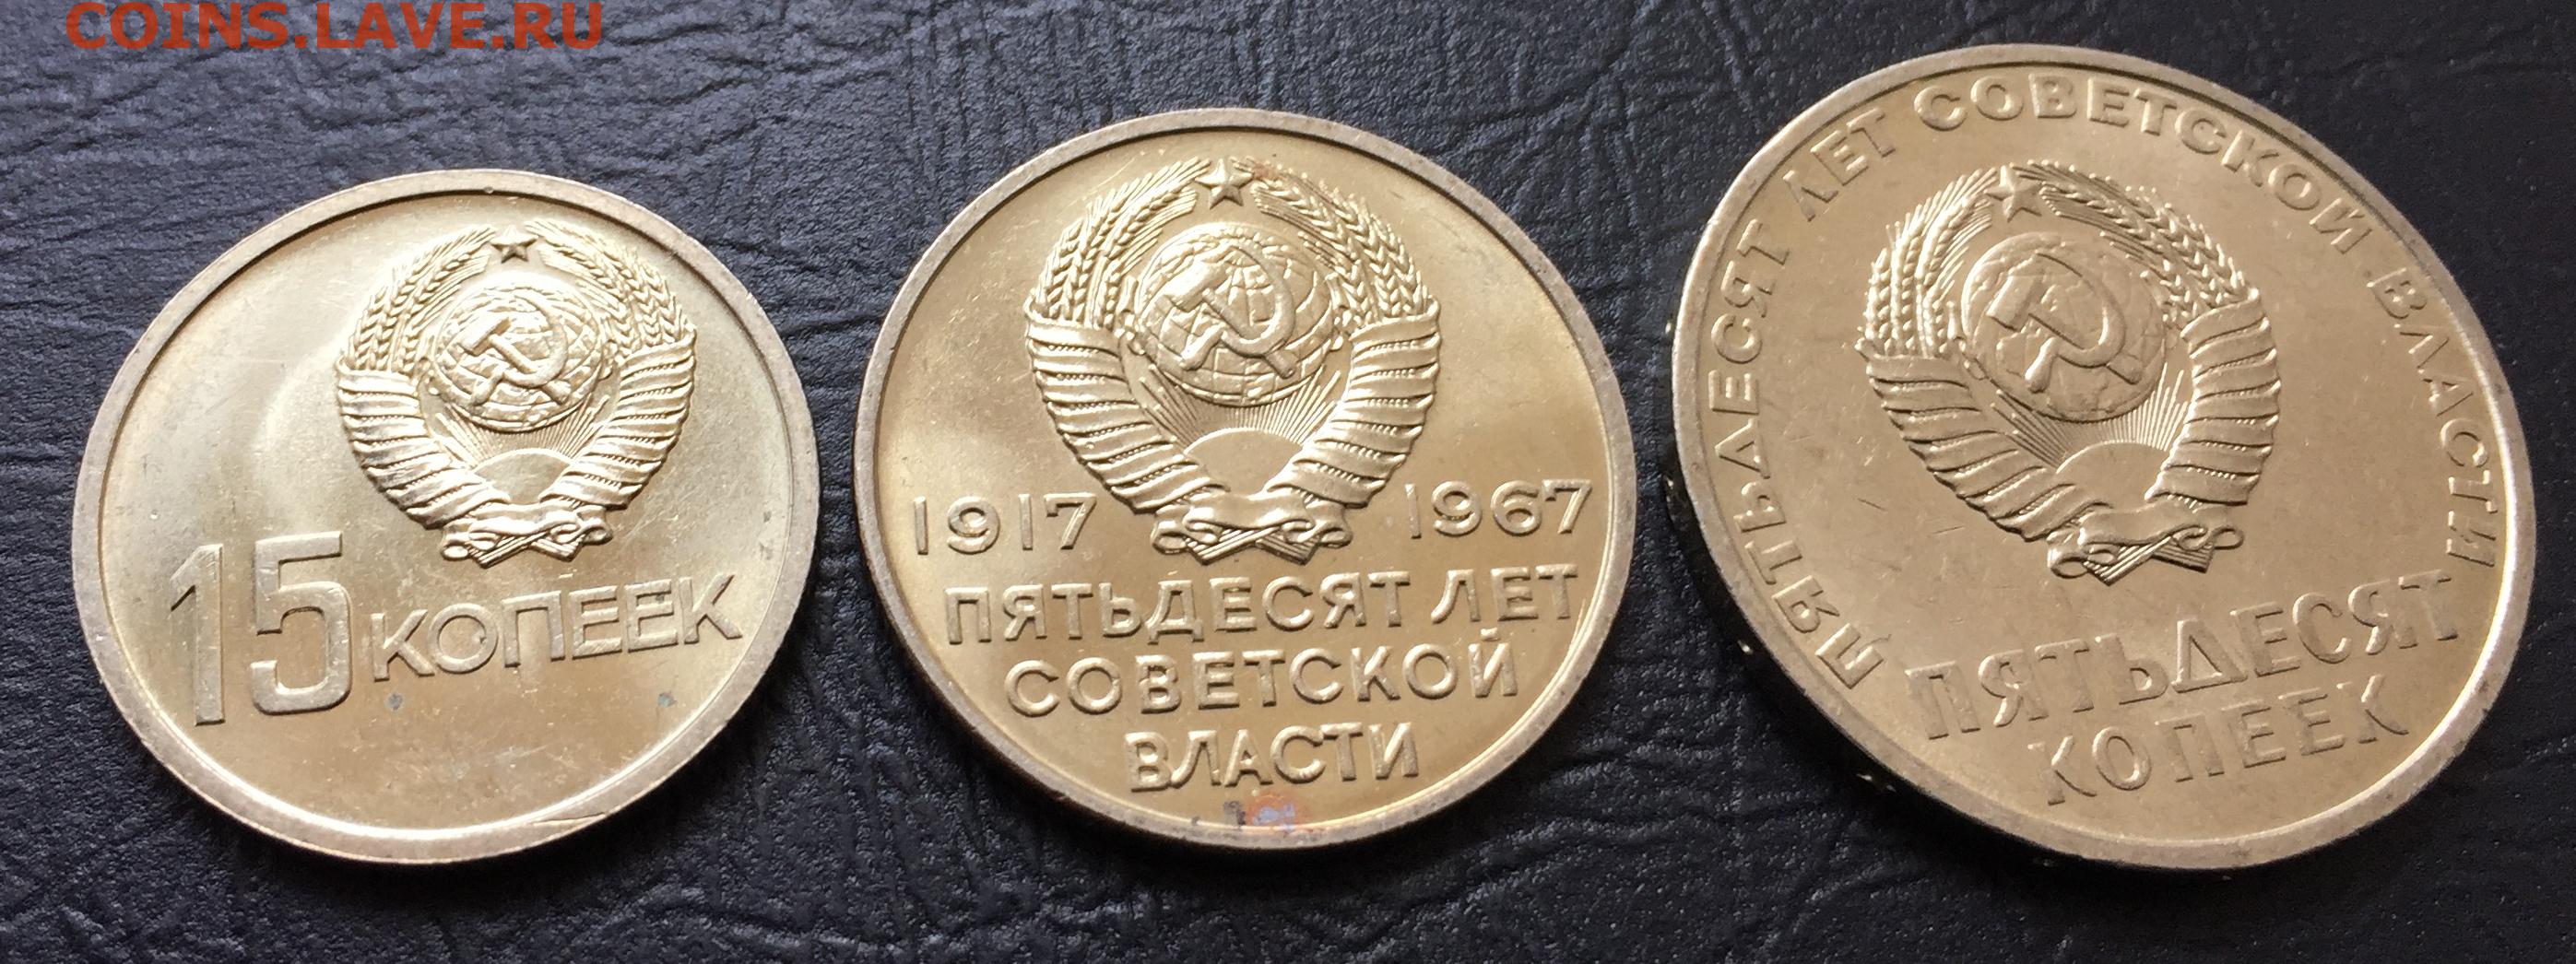 COINS.LAVE.RU
15 КОПЕЕК
1917 1967
ПЯТЬДЕСЯТ ЛЕТ
СОВЕТСКОЙ
ВЛАСТИ
ПЯТЬДЕСЯТ ЛЕТ СОВЕТСКОЙ ВЛАСТИ
ПЯТЬДЕСЯТ
КОПЕЕК